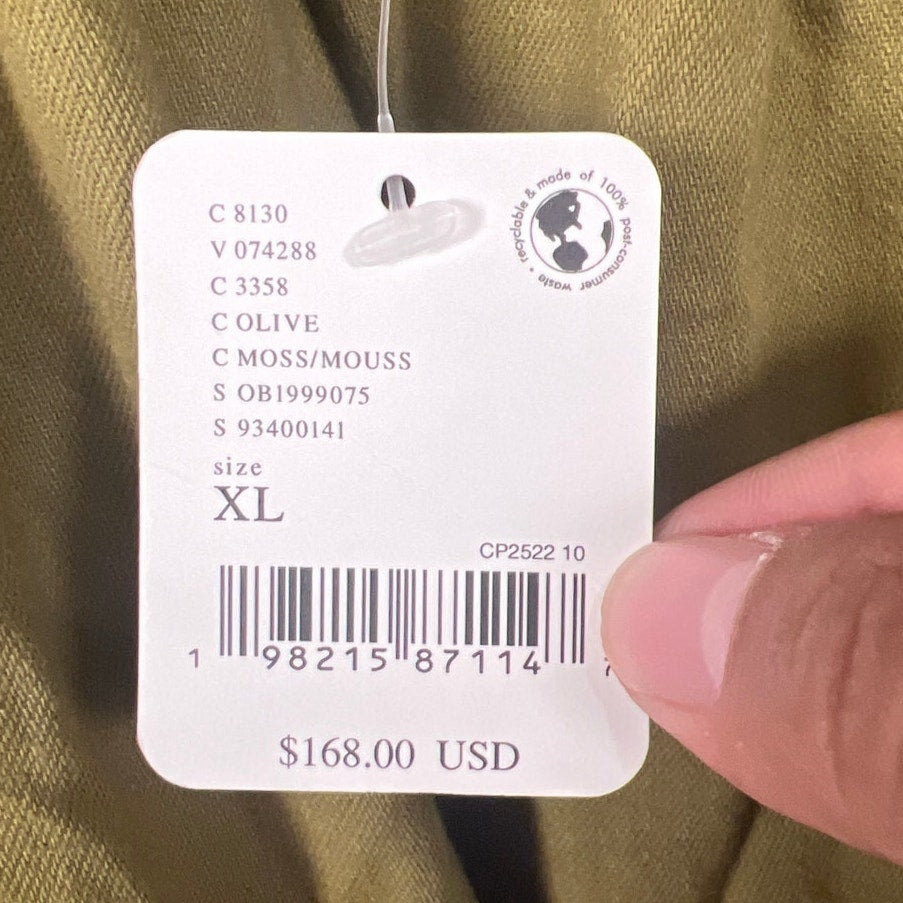 C 8130
V 074288
C 3358
C OLIVE
C MOSS/MOUSS
S OB1999075
S 93400141
size
XL
recyclable & made of 100% post-consumer waste •
CP2522 10
1 98215 87114
$168.00 USD